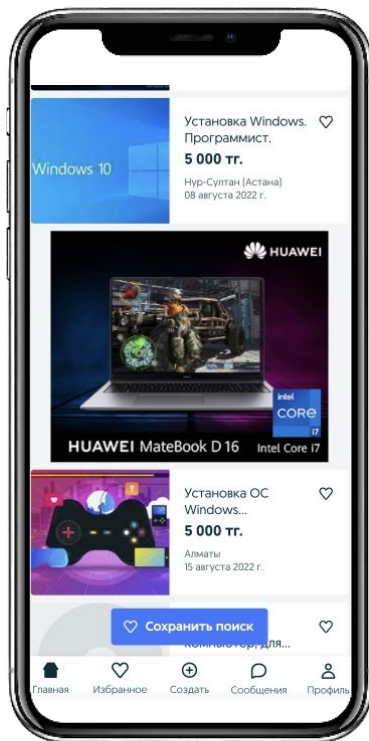 Windows 10
Установка Windows.
Программист.
5 000 тг.
Нур-Султан (Астана)
08 августа 2022 г.
HUAWEI
intel
CORE
i7
HUAWEI MateBook D 16
Intel Core i7
Установка ОС
Windows...
5 000 тг.
Алматы
15 августа 2022 г.
Сохранить поиск
компьютер, для...
Главная
Избранное
Создать
Сообщения
Профиль